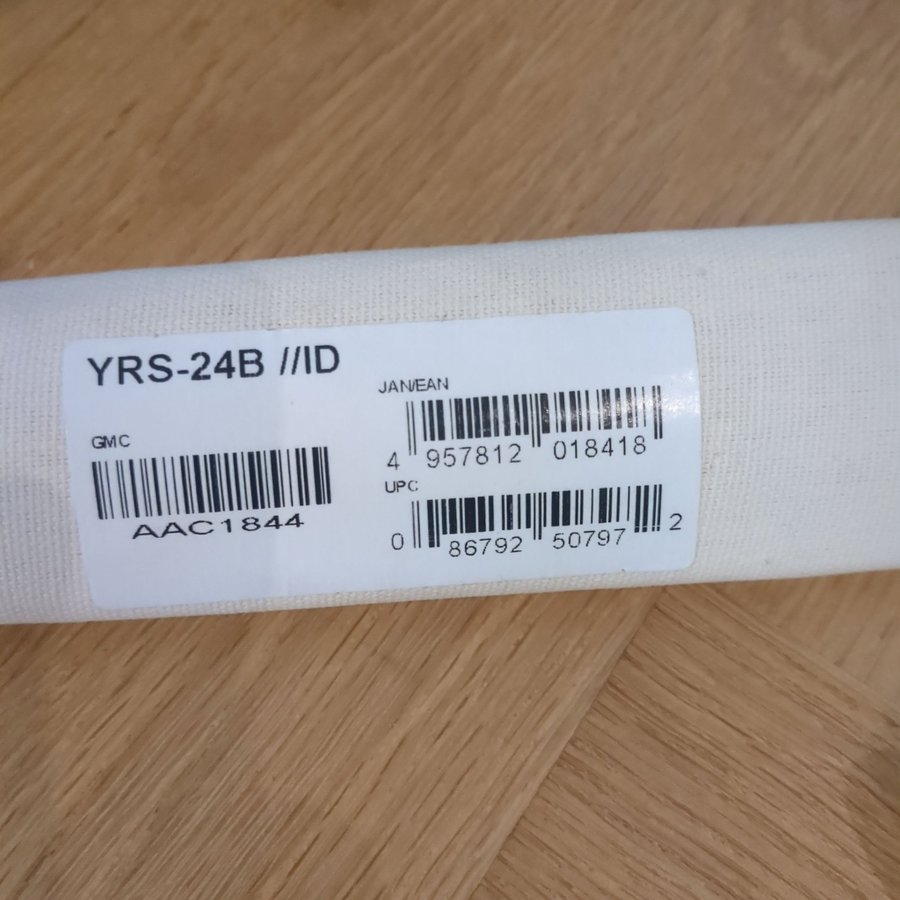 YRS-24B //ID
GMC
AAC1844
JAN/EAN
4 957812 018418
UPC
0 86792 50797 2